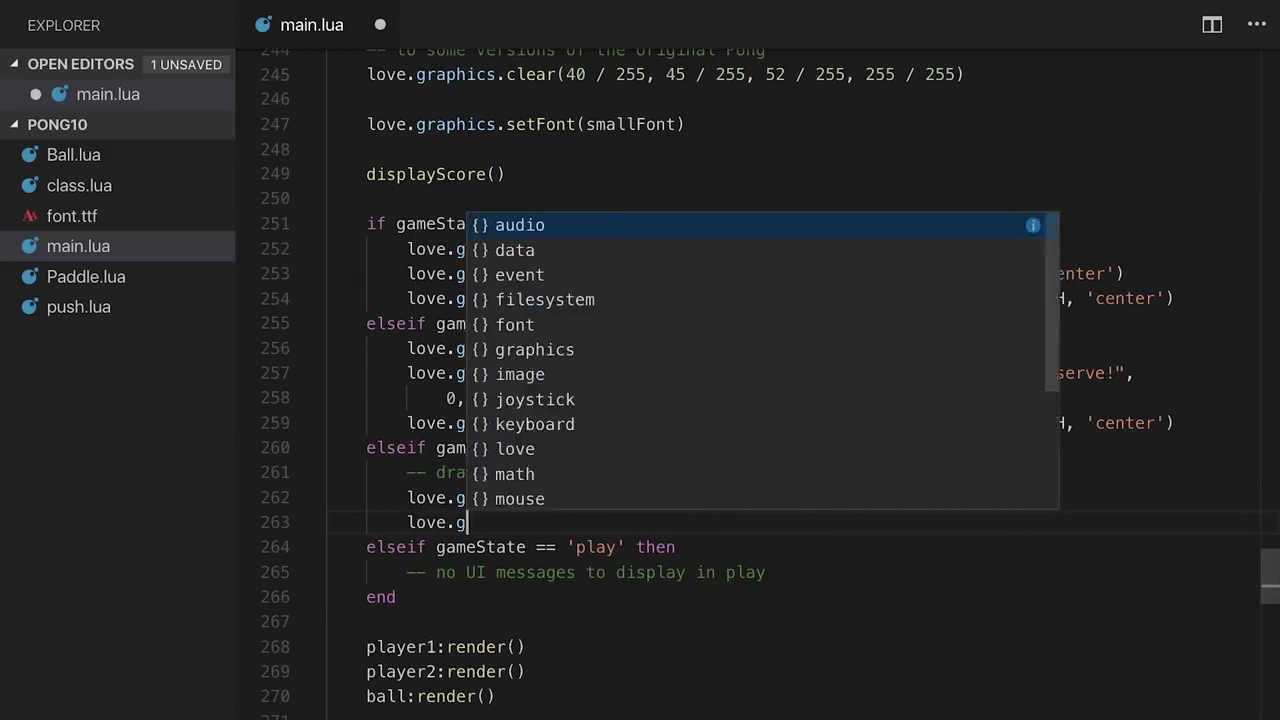 EXPLORER
main.lua
OPEN EDITORS 1 UNSAVED
main.lua
PONG10
Ball.lua
class.lua
font.ttf
main.lua
Paddle.lua
push.lua
244 -- to some versions of the original Pong
245 love.graphics.clear(40 / 255, 45 / 255, 52 / 255, 255 / 255)
246
247 love.graphics.setFont(smallFont)
248
249 displayScore()
250
251 if gameSta
252 love.g
253 love.g enter')
254 love.g H, 'center')
255 elseif gam
256 love.g
257 love.g serve!",
258 0,
259 love.g H, 'center')
260 elseif gam
261 -- dra
262 love.g
263 love.g
264 elseif gameState == 'play' then
265 -- no UI messages to display in play
266 end
267
268 player1:render()
269 player2:render()
270 ball:render()
271
{} audio
{} data
{} event
{} filesystem
{} font
{} graphics
{} image
{} joystick
{} keyboard
{} love
{} math
{} mouse